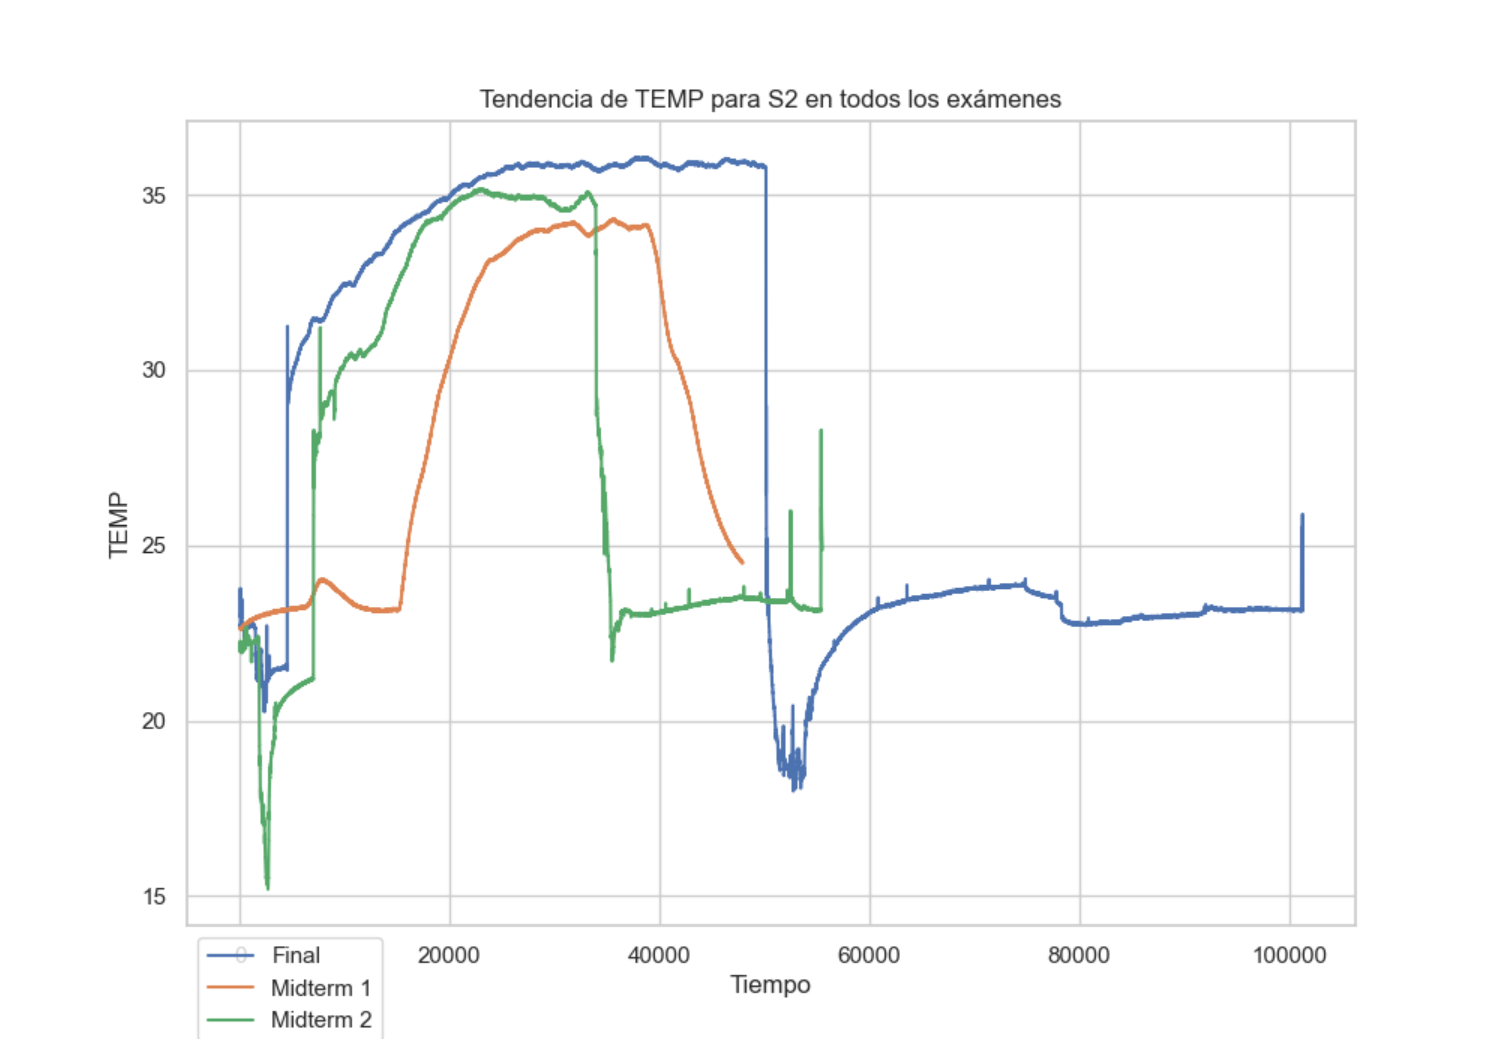 Tendencia de TEMP para S2 en todos los exámenes
TEMP
35
30
25
20
15
0
20000
40000
60000
80000
100000
Tiempo
Final
Midterm 1
Midterm 2